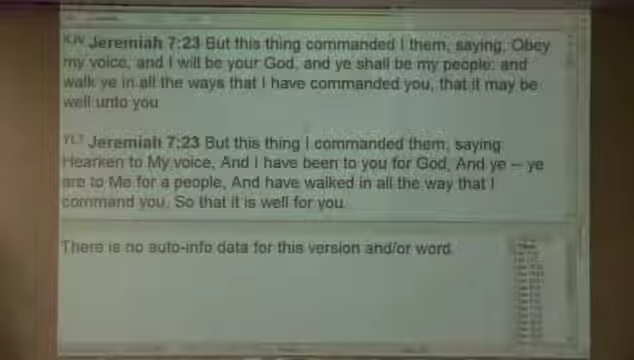 KJV Jeremiah 7:23 But this thing commanded I them, saying, Obey
my voice, and I will be your God, and ye shall be my people: and
walk ye in all the ways that I have commanded you, that it may be
well unto you
YLT Jeremiah 7:23 But this thing I commanded them, saying:
Hearken to My voice, And I have been to you for God, And ye -- ye
are to Me for a people, And have walked in all the way that I
command you, So that it is well for you.
There is no auto-info data for this version and/or word.